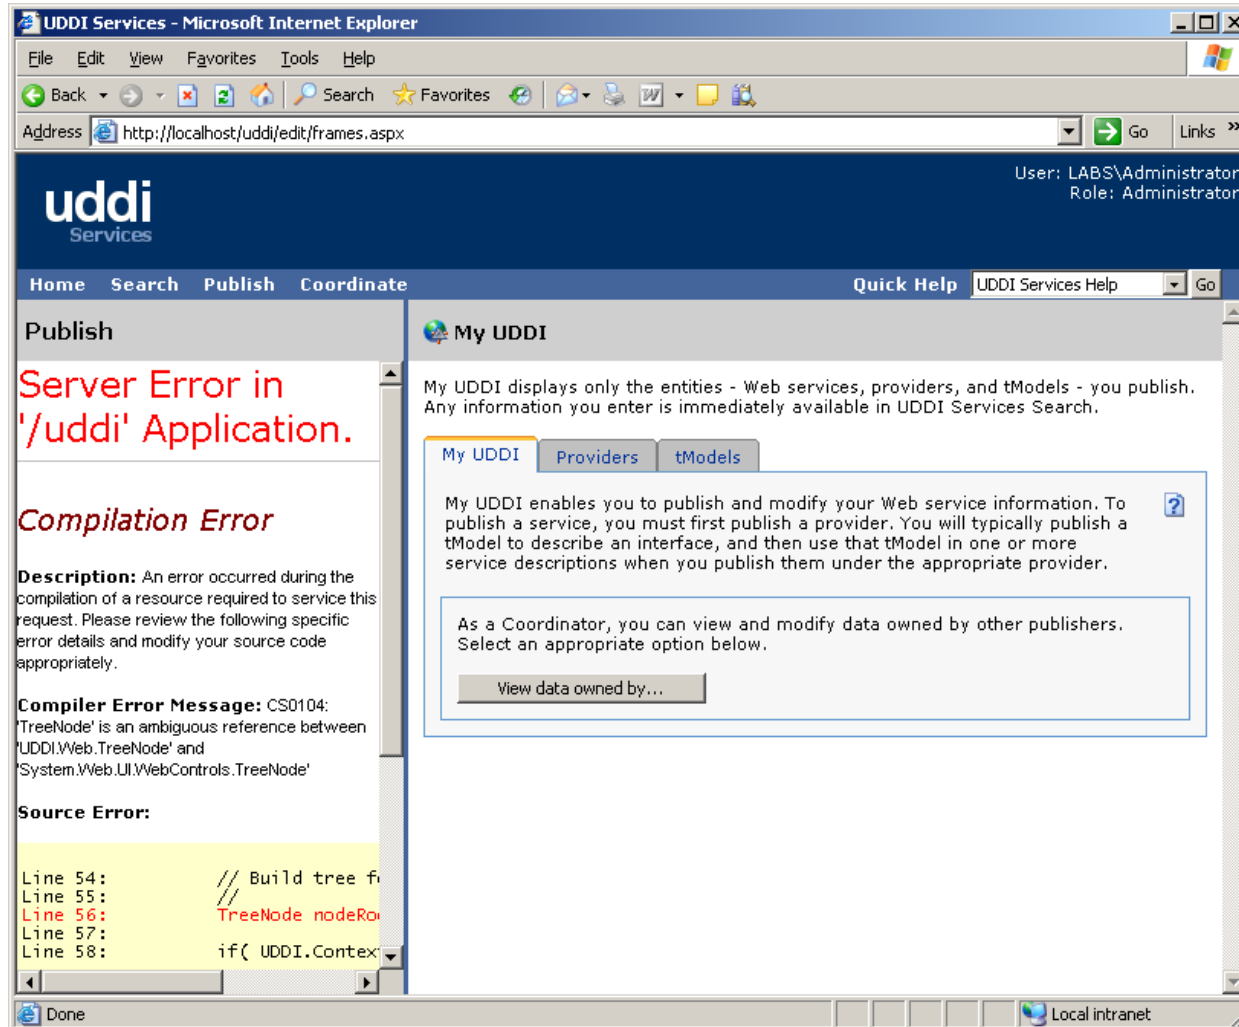 UDDI Services - Microsoft Internet Explorer
File Edit View Favorites Tools Help
Back Search Favorites
Address http://localhost/uddi/edit/frames.aspx Go Links »
User: LABS\Administrator
Role: Administrator
uddi
Services
Home Search Publish Coordinate Quick Help UDDI Services Help Go
Publish
Server Error in
'/uddi' Application.
Compilation Error
Description: An error occurred during the
compilation of a resource required to service this
request. Please review the following specific
error details and modify your source code
appropriately.
Compiler Error Message: CS0104:
'TreeNode' is an ambiguous reference between
'UDDI.Web.TreeNode' and
'System.Web.UI.WebControls.TreeNode'
Source Error:
Line 54: // Build tree f
Line 55: //
Line 56: TreeNode nodeRo
Line 57:
Line 58: if( UDDI.Contex
My UDDI
My UDDI displays only the entities - Web services, providers, and tModels - you publish.
Any information you enter is immediately available in UDDI Services Search.
My UDDI Providers tModels
My UDDI enables you to publish and modify your Web service information. To
publish a service, you must first publish a provider. You will typically publish a
tModel to describe an interface, and then use that tModel in one or more
service descriptions when you publish them under the appropriate provider.
As a Coordinator, you can view and modify data owned by other publishers.
Select an appropriate option below.
View data owned by...
Done Local intranet